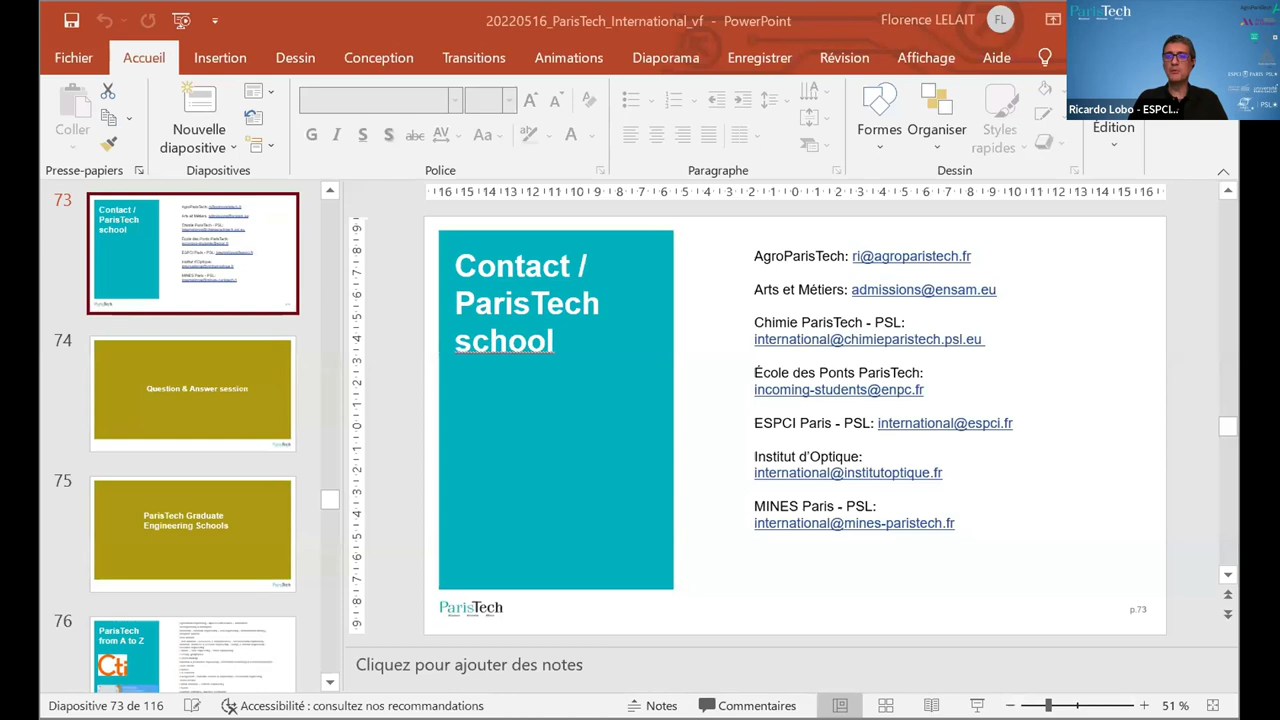 20220516_ParisTech_International_vf - PowerPoint
Florence LELAIT
FL
Fichier
Accueil
Insertion
Dessin
Conception
Transitions
Animations
Diaporama
Enregistrer
Révision
Affichage
Aide
ParisTech
Ricardo Lobo - ESPCI...
Coller
Nouvelle
diapositive
Formes
Organiser
Styles
rapides
Édition
Presse-papiers
Diapositives
Police
Paragraphe
Dessin
73
Contact /
ParisTech
school
74
Question & Answer session
75
ParisTech Graduate
Engineering Schools
76
ParisTech
from A to Z
Cti
Contact /
ParisTech
school
AgroParisTech: ri@agroparistech.fr
Arts et Métiers: admissions@ensam.eu
Chimie ParisTech - PSL:
international@chimieparistech.psl.eu
École des Ponts ParisTech:
incoming-students@enpc.fr
ESPCI Paris - PSL: international@espci.fr
Institut d'Optique:
international@institutoptique.fr
MINES Paris - PSL:
international@mines-paristech.fr
ParisTech
p.73
Cliquez pour ajouter des notes
Diapositive 73 de 116
Accessibilité : consultez nos recommandations
Notes
Commentaires
51 %